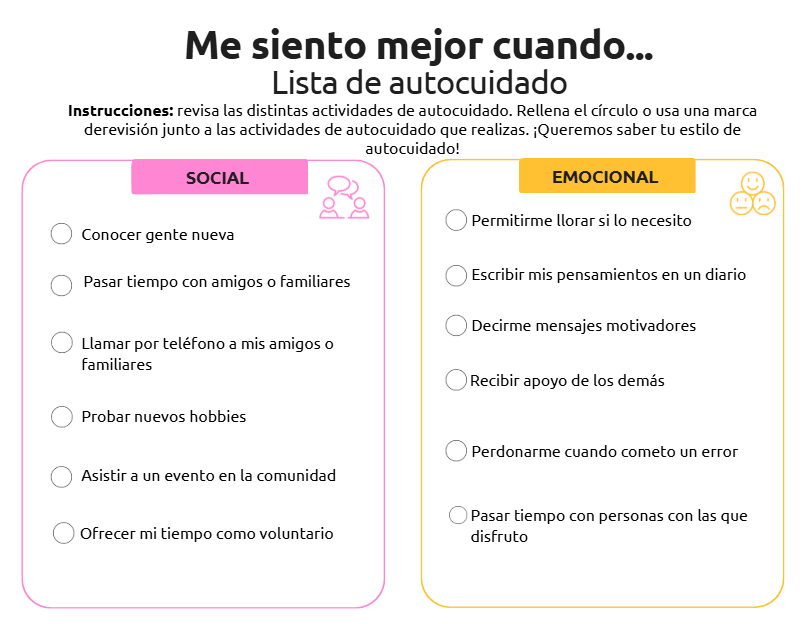 Me siento mejor cuando...
Lista de autocuidado
Instrucciones: revisa las distintas actividades de autocuidado. Rellena el círculo o usa una marca
derevisión junto a las actividades de autocuidado que realizas. ¡Queremos saber tu estilo de
autocuidado!
SOCIAL
Conocer gente nueva
Pasar tiempo con amigos o familiares
Llamar por teléfono a mis amigos o
familiares
Probar nuevos hobbies
Asistir a un evento en la comunidad
Ofrecer mi tiempo como voluntario
EMOCIONAL
Permitirme llorar si lo necesito
Escribir mis pensamientos en un diario
Decirme mensajes motivadores
Recibir apoyo de los demás
Perdonarme cuando cometo un error
Pasar tiempo con personas con las que
disfruto